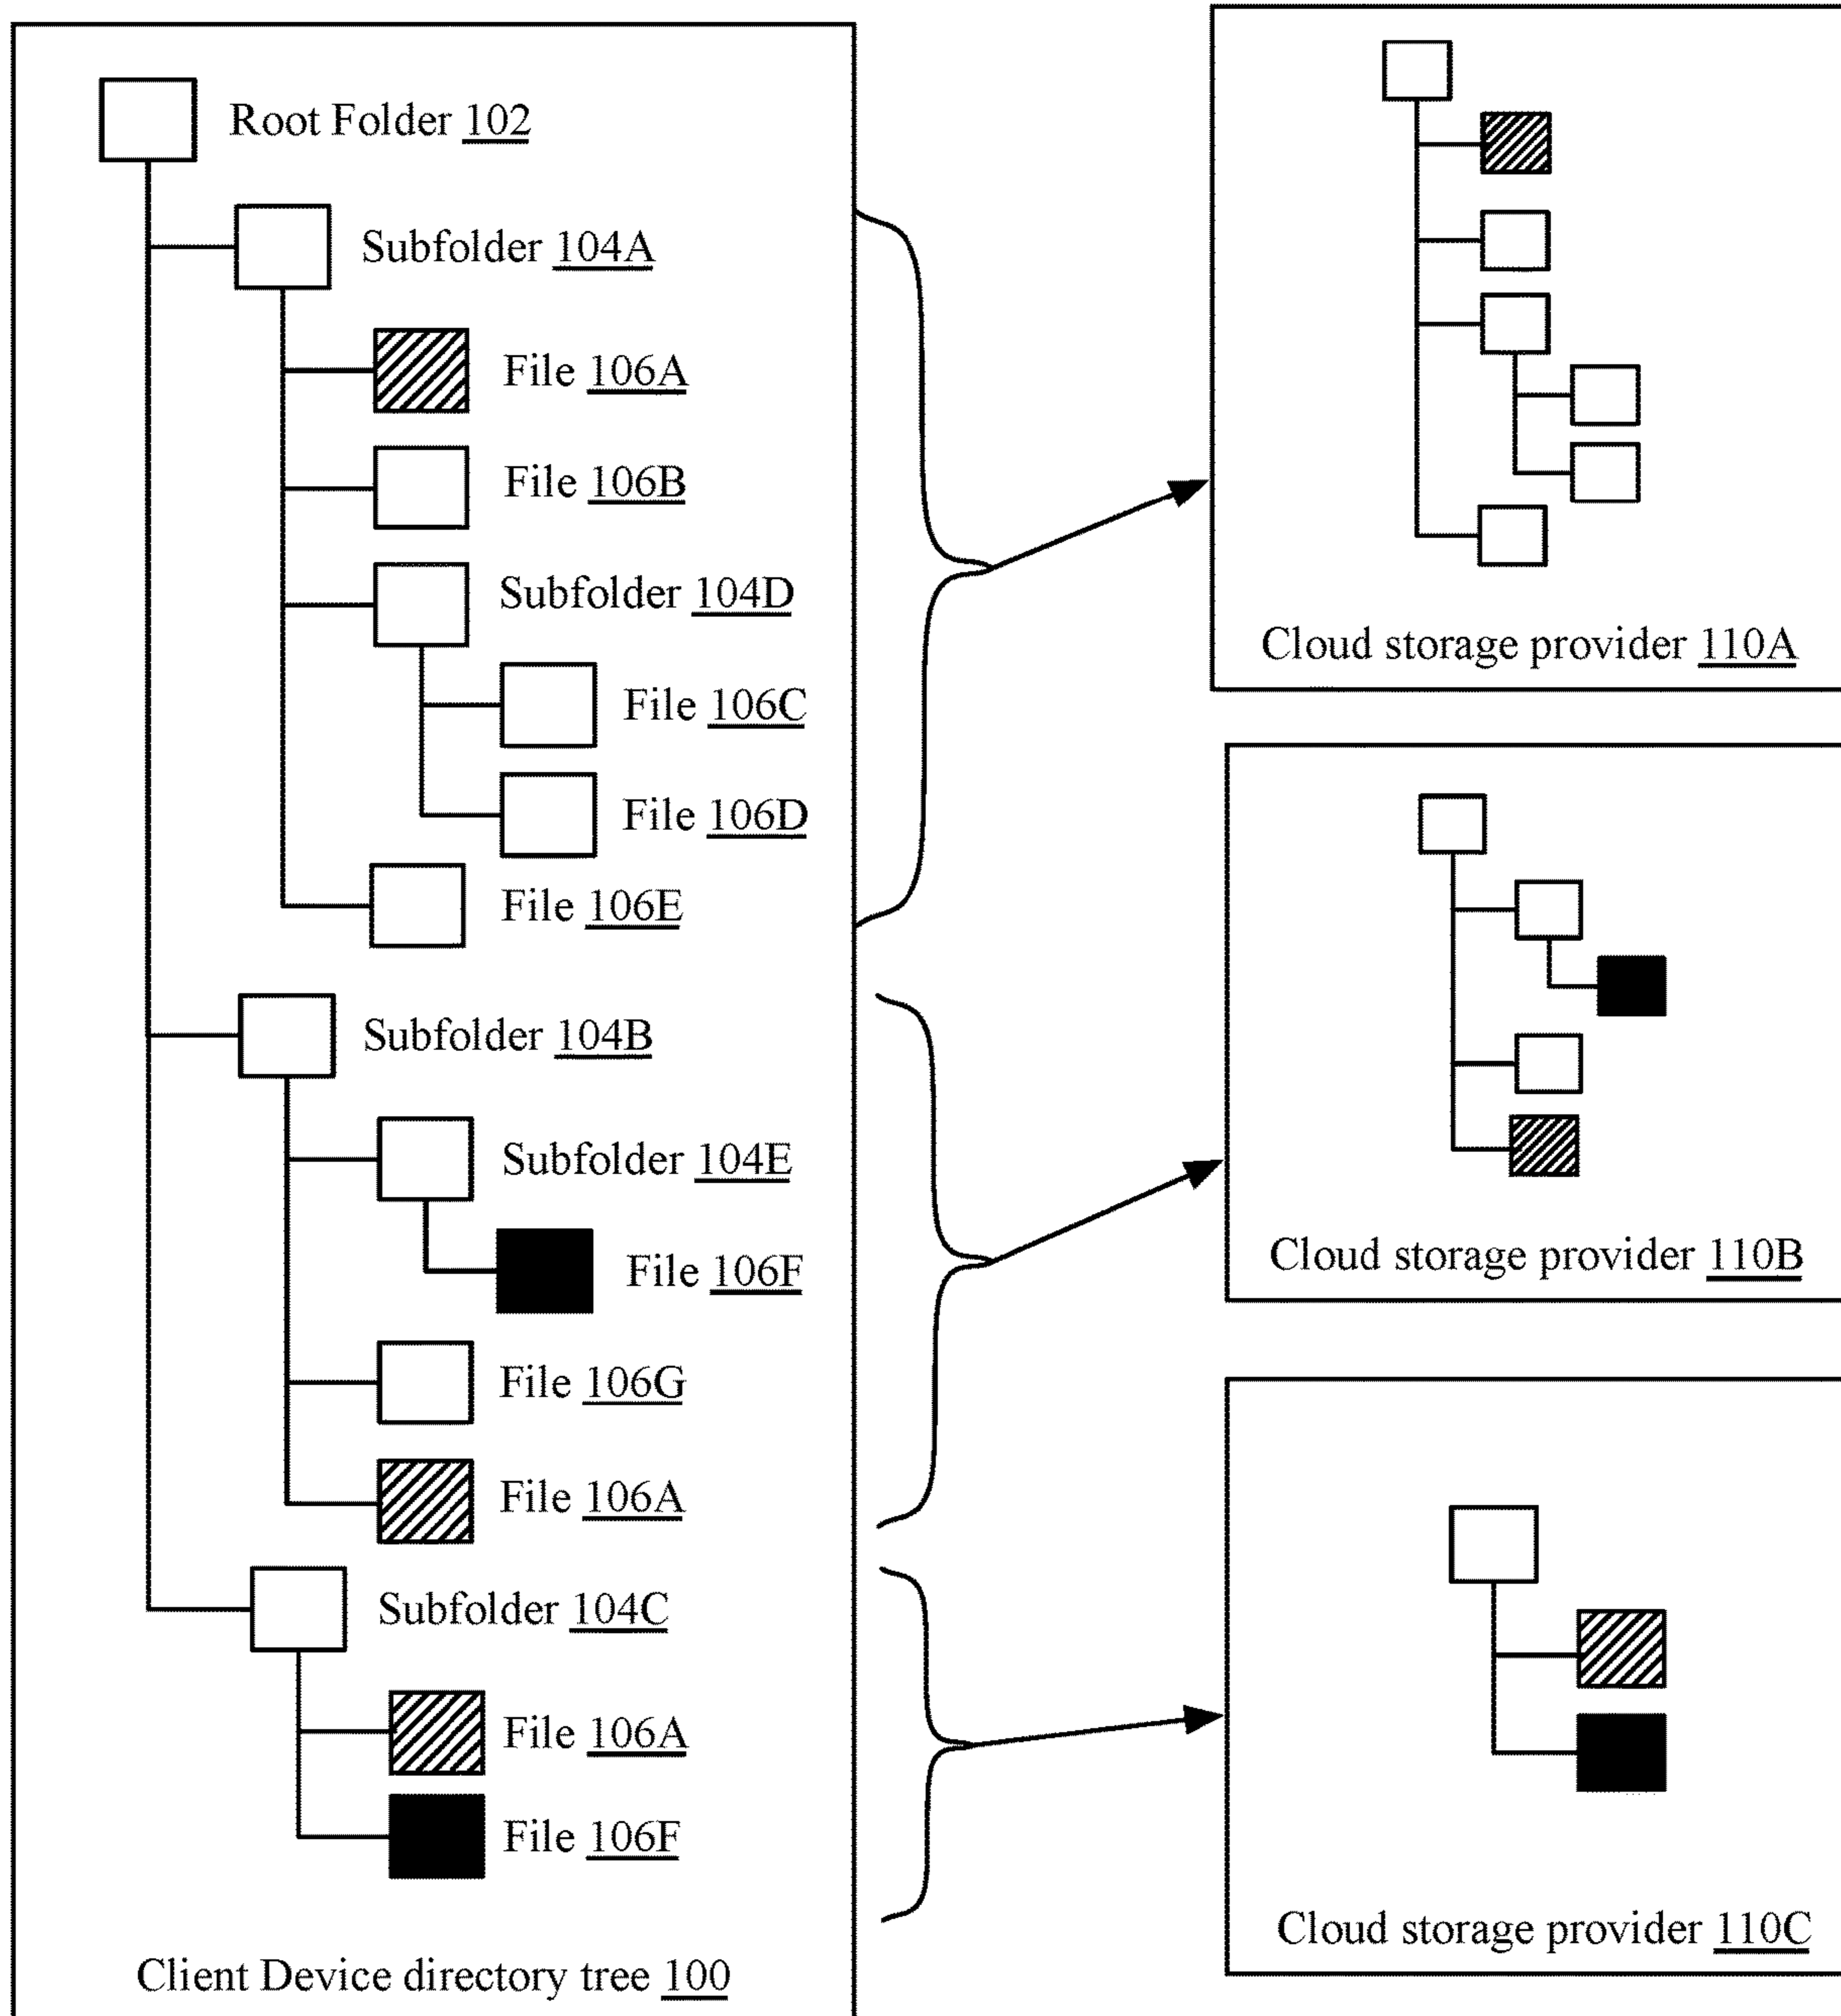 Root Folder 102
Subfolder 104A
File 106A
File 106B
Subfolder 104D
File 106C
File 106D
File 106E
Subfolder 104B
Subfolder 104E
File 106F
File 106G
File 106A
Subfolder 104C
File 106A
File 106F
Client Device directory tree 100
Cloud storage provider 110A
Cloud storage provider 110B
Cloud storage provider 110C